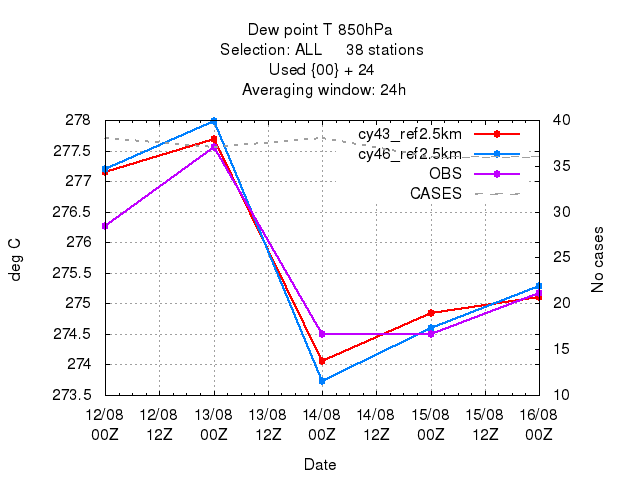 Dew point T 850hPa
Selection: ALL     38 stations
Used {00} + 24
Averaging window: 24h
278
277.5
277
276.5
276
275.5
275
274.5
274
273.5
deg C
40
35
30
25
20
15
10
No cases
cy43_ref2.5km
cy46_ref2.5km
OBS
CASES
12/08 12/08 13/08 13/08 14/08 14/08 15/08 15/08 16/08
00Z 12Z 00Z 12Z 00Z 12Z 00Z 12Z 00Z
Date